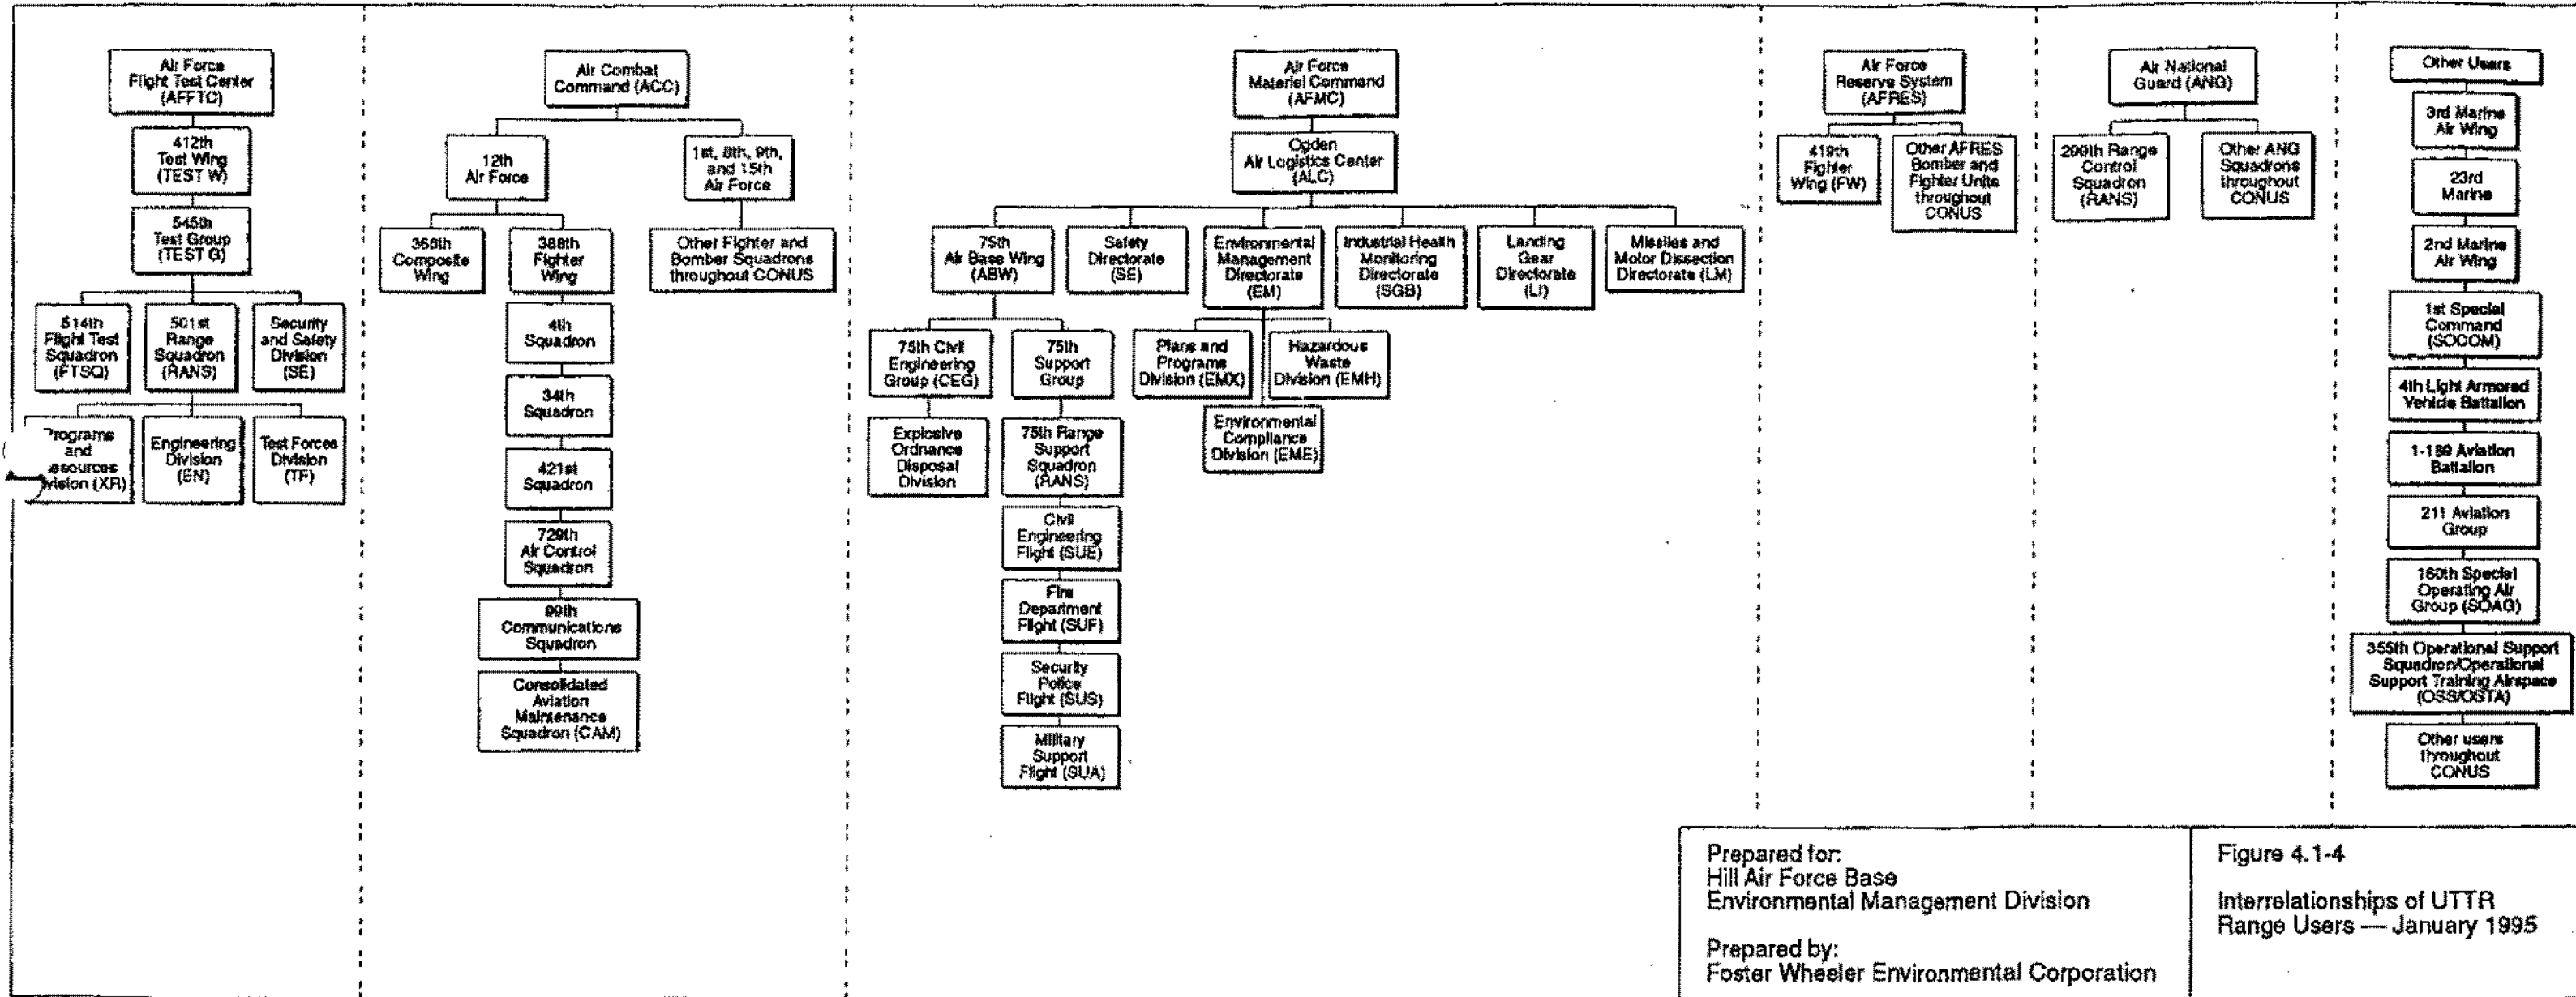 Air Force
Flight Test Center
(AFFTC)
412th
Test Wing
(TEST W)
545th
Test Group
(TEST G)
514th
Flight Test
Squadron
(FTSQ)
501st
Range
Squadron
(RANS)
Security
and Safety
Division
(SE)
and
Engineering
Division
(EN)
Test Forces
Division
(TF)
Air Combat
Command (ACC)
12th
Air Force
1st, 8th, 9th,
and 15th
Air Force
Composite
Wing
388th
Fighter
Wing
Other Fighter and
Bomber Squadrons
throughout CONUS
4th
Squadron
34th
Squadron
421st
Squadron
729th
Air Control
Squadron
99th
Communications
Squadron
Consolidated
Aviation
Maintenance
Squadron (CAM)
Air Force
Materiel Command
(AFMC)
Ogden
Air Logistics Center
(ALC)
75th
Air Base Wing
(ABW)
Safety
Directorate
(SE)
Environmental
Management
Directorate
(EM)
Industrial Health
Monitoring
Directorate
(SGB)
Landing
Gear
Directorate
(LI)
Missiles and
Motor Dissection
Directorate (LM)
75th Civil
Engineering
Group (CEG)
75th
Support
Group
Plans and
Programs
Division (EMX)
Hazardous
Waste
Division (EMH)
Explosive
Ordnance
Disposal
Division
75th Range
Support
Squadron
(RANS)
Environmental
Compliance
Division (EME)
Civil
Engineering
Flight (SUE)
Fire
Department
Flight (SUF)
Security
Police
Flight (SUS)
Military
Support
Flight (SUA)
Air Force
Reserve System
(AFRES)
419th
Fighter
Wing (FW)
Other AFRES
Bomber and
Fighter Units
throughout
CONUS
Air National
Guard (ANG)
299th Range
Control
Squadron
(RANS)
Other ANG
Squadrons
throughout
CONUS
Other Users
3rd Marine
Air Wing
23rd
Marine
2nd Marine
Air Wing
1st Special
Command
(SOCOM)
4th Light Armored
Vehicle Battalion
Aviation
Battalion
211 Aviation
Group
160th Special
Operating Air
Group (SOAG)
355th Operational Support
Squadron/Operational
Support Training Airspace
(OSS/OSTA)
Other users
throughout
CONUS
Prepared for:
Hill Air Force Base
Environmental Management Division
Prepared by:
Foster Wheeler Environmental Corporation
Figure 4.1-4
Interrelationships of UTTR
Range Users — January 1995